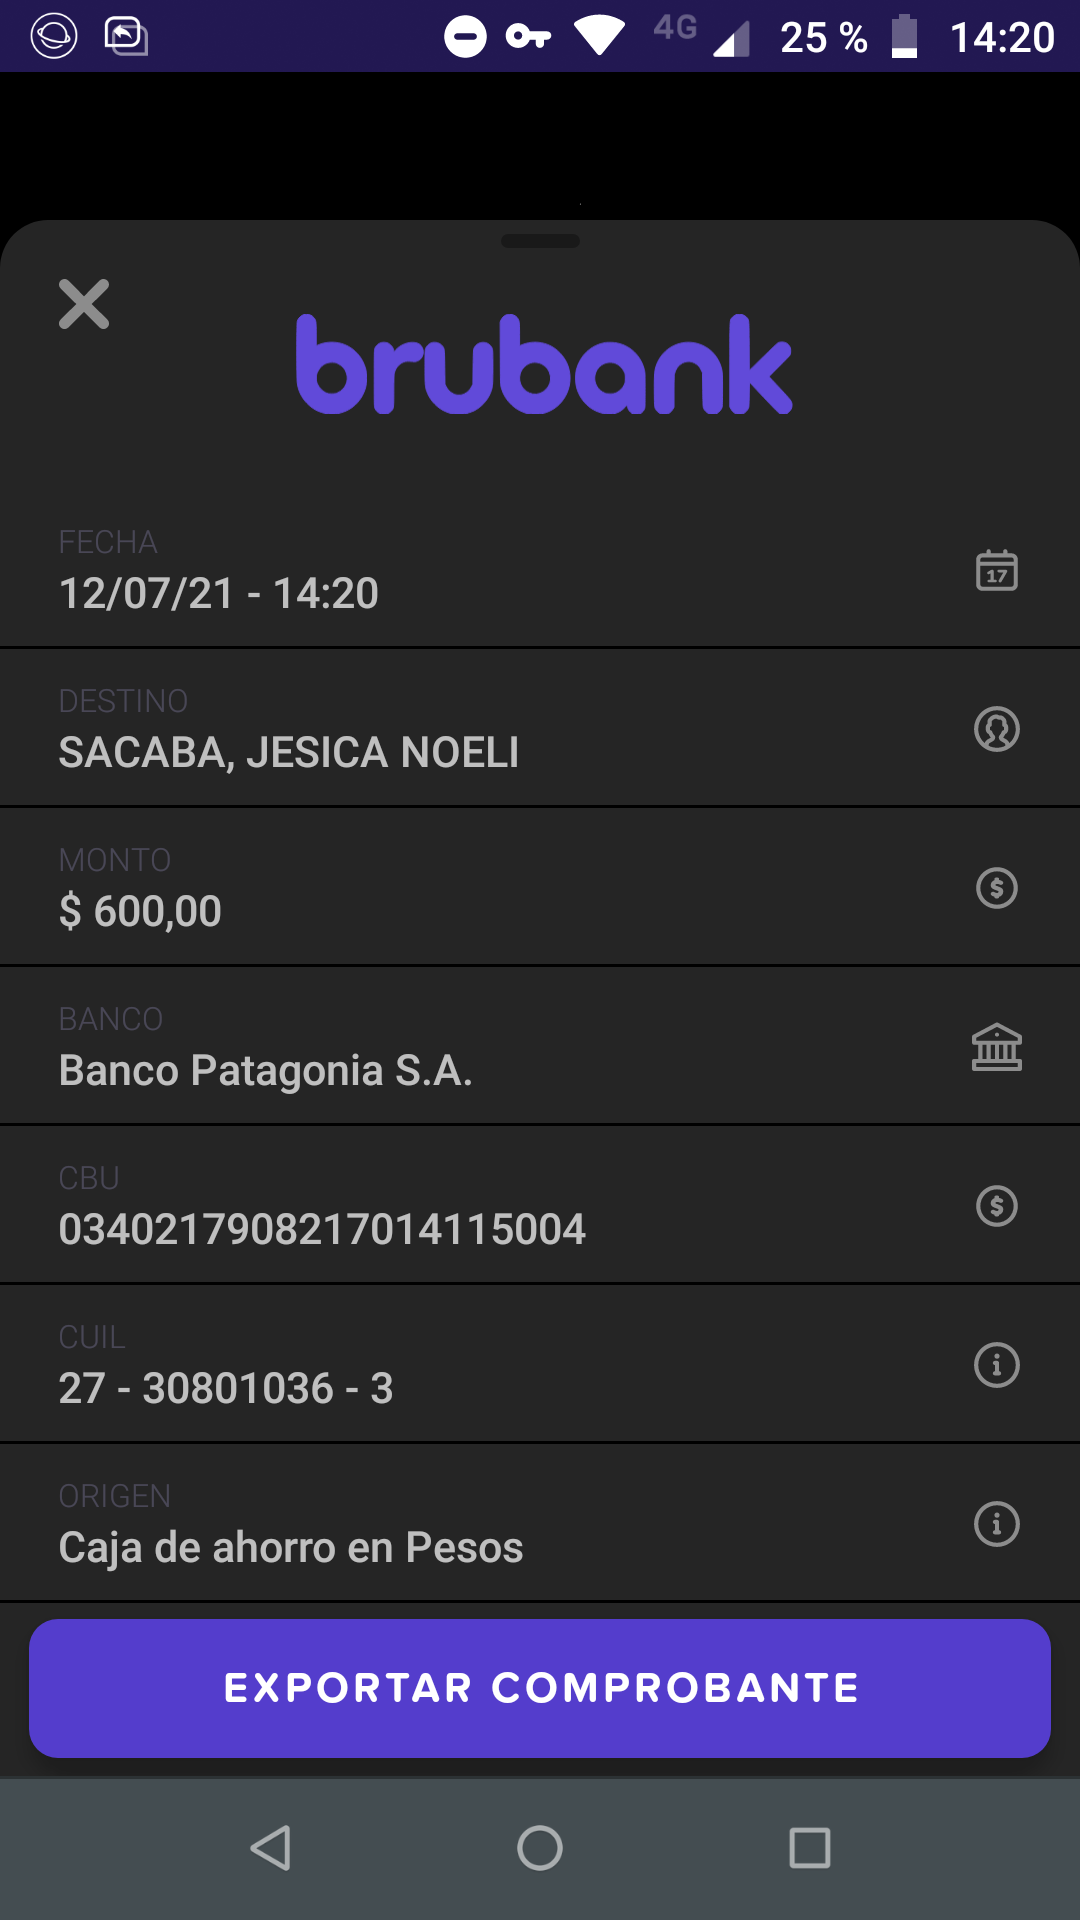 4G 25 % 14:20
brubank
FECHA
12/07/21 - 14:20
17
DESTINO
SACABA, JESICA NOELI
MONTO
$ 600,00
BANCO
Banco Patagonia S.A.
CBU
0340217908217014115004
CUIL
27 - 30801036 - 3
ORIGEN
Caja de ahorro en Pesos
EXPORTAR COMPROBANTE